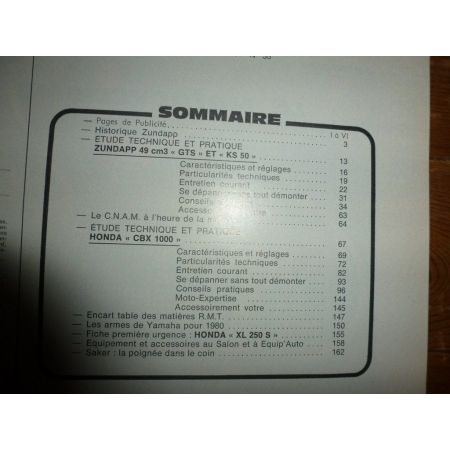 SOMMAIRE
— Pages de Publicité I à VI
— Historique Zundapp 3
— ÉTUDE TECHNIQUE ET PRATIQUE
ZUNDAPP 49 cm3 « GTS » ET « KS 50 » 13
Caractéristiques et réglages 16
Particularités techniques 19
Entretien courant 22
Se dépanner sans tout démonter 31
Conseils 34
63
— Le C.N.A.M. à l'heure de la 64
— ÉTUDE TECHNIQUE ET PRATIQUE
HONDA « CBX 1000 » 67
Caractéristiques et réglages 69
Particularités techniques 72
Entretien courant 82
Se dépanner sans tout démonter 93
Conseils pratiques 96
Moto-Expertise 144
Accessoirement vôtre 145
— Encart table des matières R.M.T. 147
— Les armes de Yamaha pour 1980 150
— Fiche première urgence : HONDA « XL 250 S » 155
— Equipement et accessoires au Salon et à Equip'Auto 158
— Saker : la poignée dans le coin 162